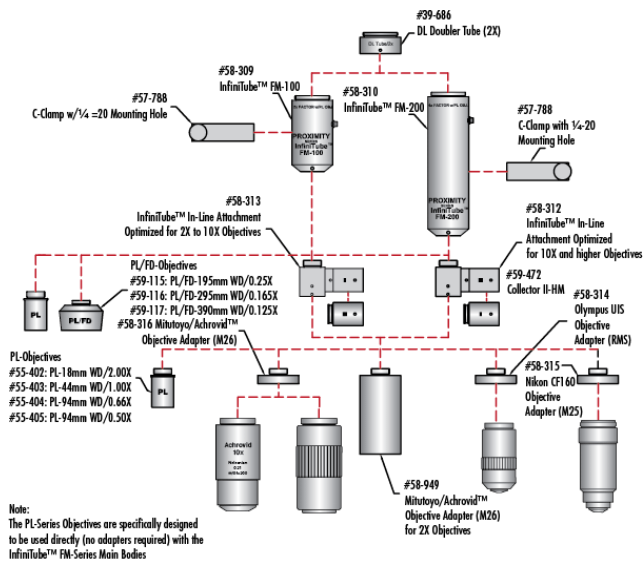 #39-686
DL Doubler Tube (2X)
DL Tube/2x
#58-309
InfiniTube™ FM-100
#58-310
InfiniTube™ FM-200
#57-788
C-Clamp w/¼ =20 Mounting Hole
#57-788
C-Clamp with ¼-20
Mounting Hole
PROXIMITY
InfiniTube
FM-100
PROXIMITY
InfiniTube
FM-200
#58-313
InfiniTube™ In-Line Attachment
Optimized for 2X to 10X Objectives
#58-312
InfiniTube™ In-Line
Attachment Optimized
for 10X and higher Objectives
#59-472
Collector II-HM
PL/FD-Objectives
#59-115: PL/FD-195mm WD/0.25X
#59-116: PL/FD-295mm WD/0.165X
#59-117: PL/FD-390mm WD/0.125X
PL
PL/FD
#58-316 Mitutoyo/Achrovid™
Objective Adapter (M26)
#58-314
Olympus UIS
Objective
Adapter (RMS)
#58-315
Nikon CF160
Objective
Adapter (M25)
PL-Objectives
#55-402: PL-18mm WD/2.00X
#55-403: PL-44mm WD/1.00X
#55-404: PL-94mm WD/0.66X
#55-405: PL-94mm WD/0.50X
PL
Achrovid
10x
#58-949
Mitutoyo/Achrovid™
Objective Adapter (M26)
for 2X Objectives
Note:
The PL-Series Objectives are specifically designed
to be used directly (no adapters required) with the
InfiniTube™ FM-Series Main Bodies